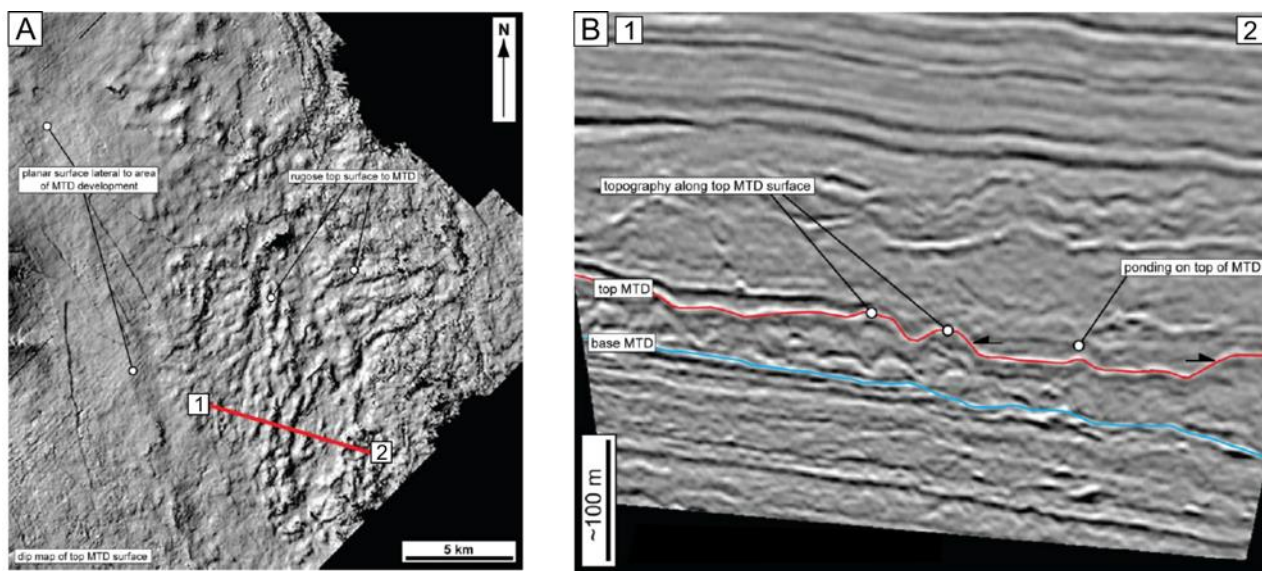 A
N
planar surface lateral to area
of MTD development
rugose top surface to MTD
1
2
dip map of top MTD surface
5 km
B
1
2
topography along top MTD surface
ponding on top of MTD
top MTD
base MTD
~100 m